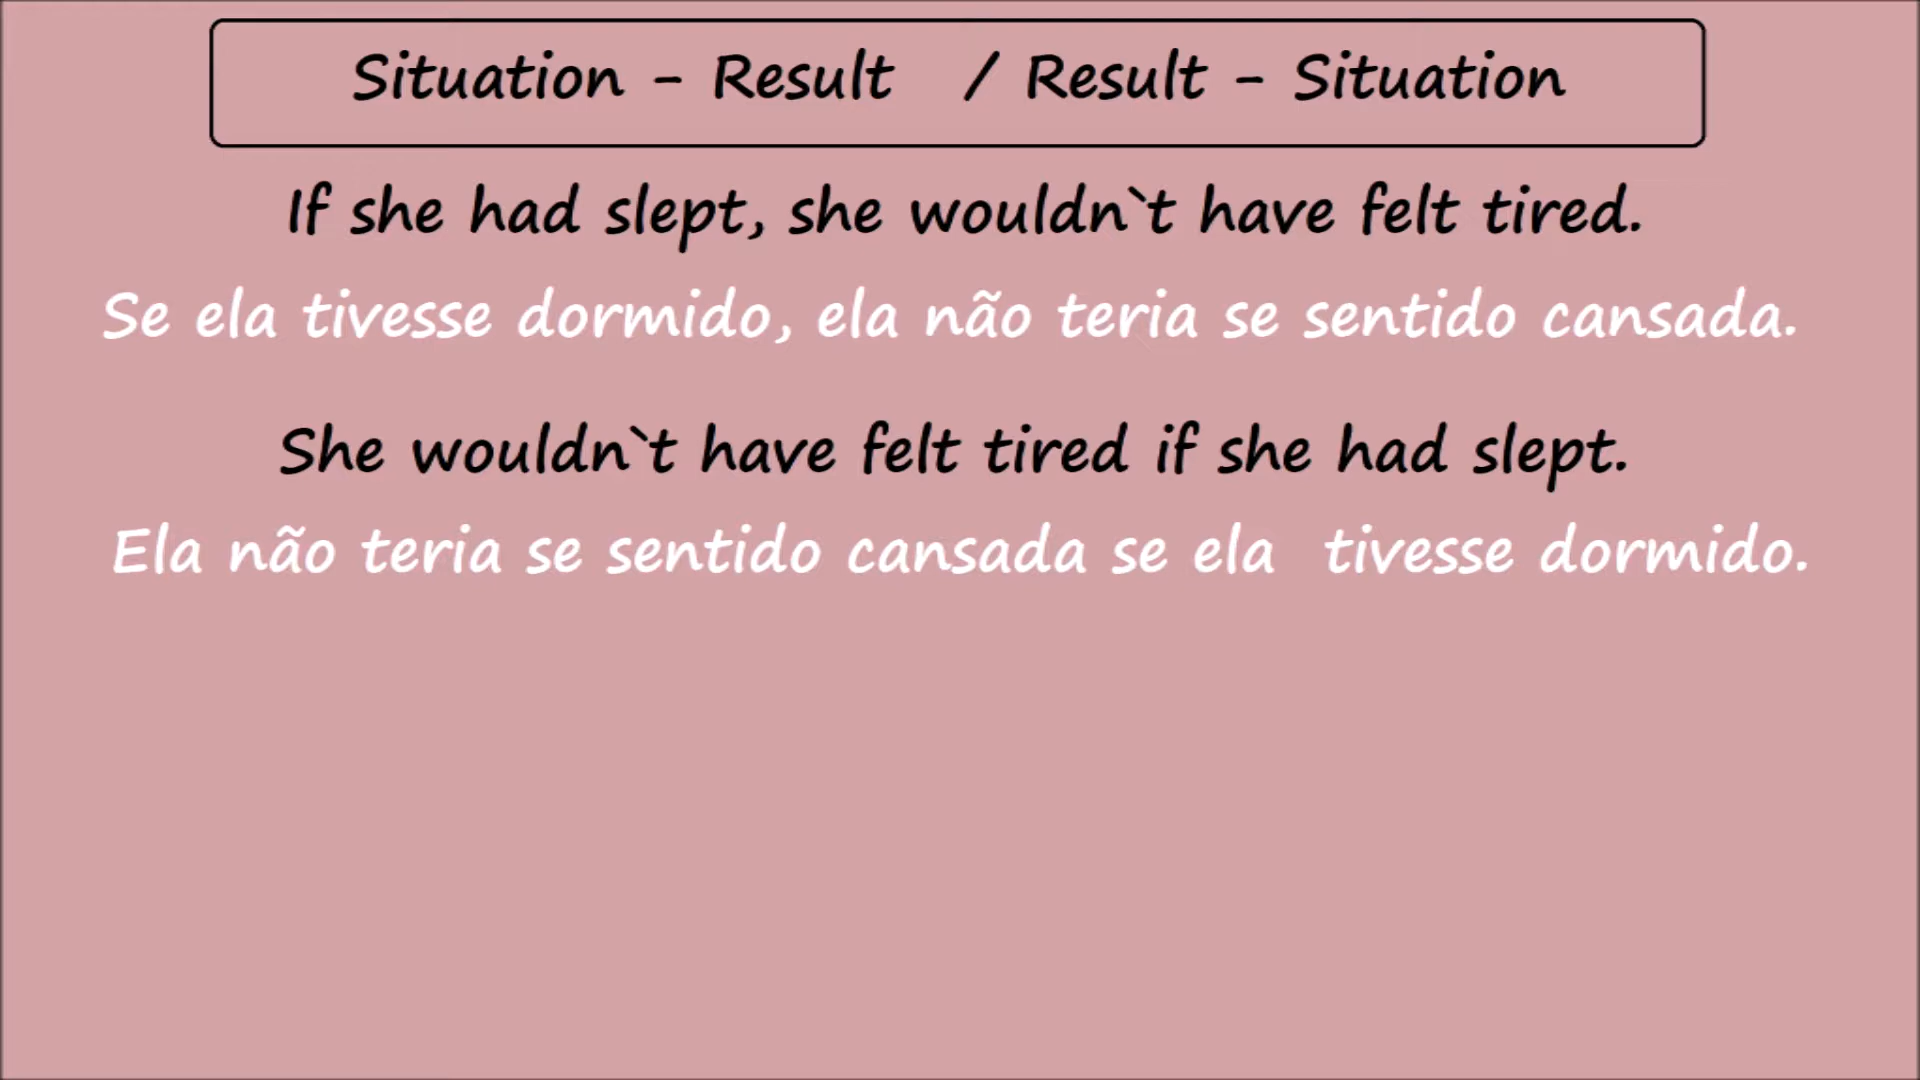 Situation - Result / Result - Situation
If she had slept, she wouldn`t have felt tired.
Se ela tivesse dormido, ela não teria se sentido cansada.
She wouldn`t have felt tired if she had slept.
Ela não teria se sentido cansada se ela tivesse dormido.